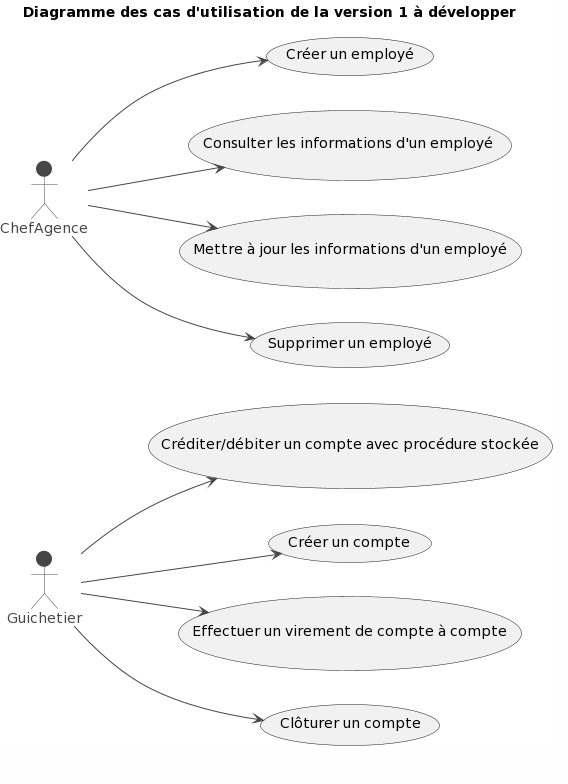 Diagramme des cas d'utilisation de la version 1 à développer
Créer un employé
Consulter les informations d'un employé
ChefAgence
Mettre à jour les informations d'un employé
Supprimer un employé
Créditer/débiter un compte avec procédure stockée
Créer un compte
Guichetier
Effectuer un virement de compte à compte
Clôturer un compte